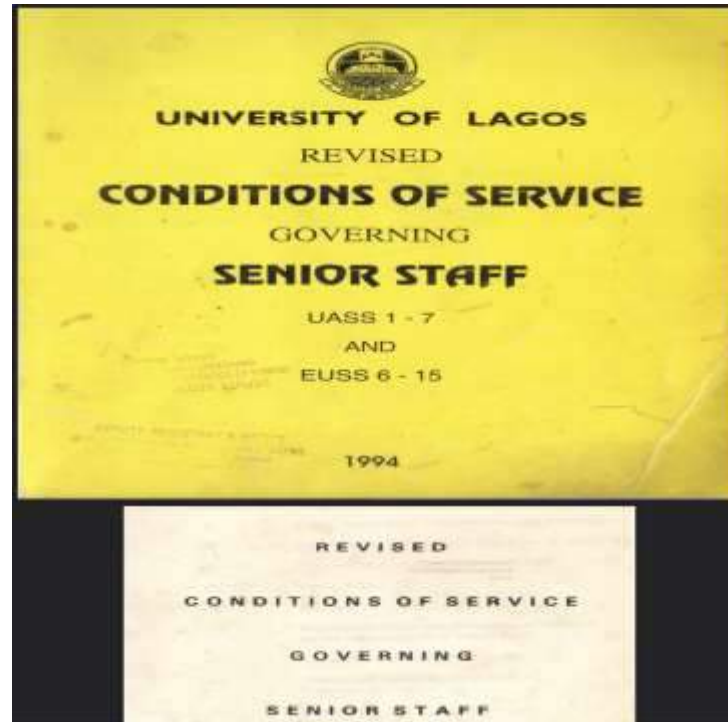 UNIVERSITY OF LAGOS
REVISED
CONDITIONS OF SERVICE
GOVERNING
SENIOR STAFF
UASS 1 - 7
AND
EUSS 6 - 15
1994
REVISED
CONDITIONS OF SERVICE
GOVERNING
SENIOR STAFF